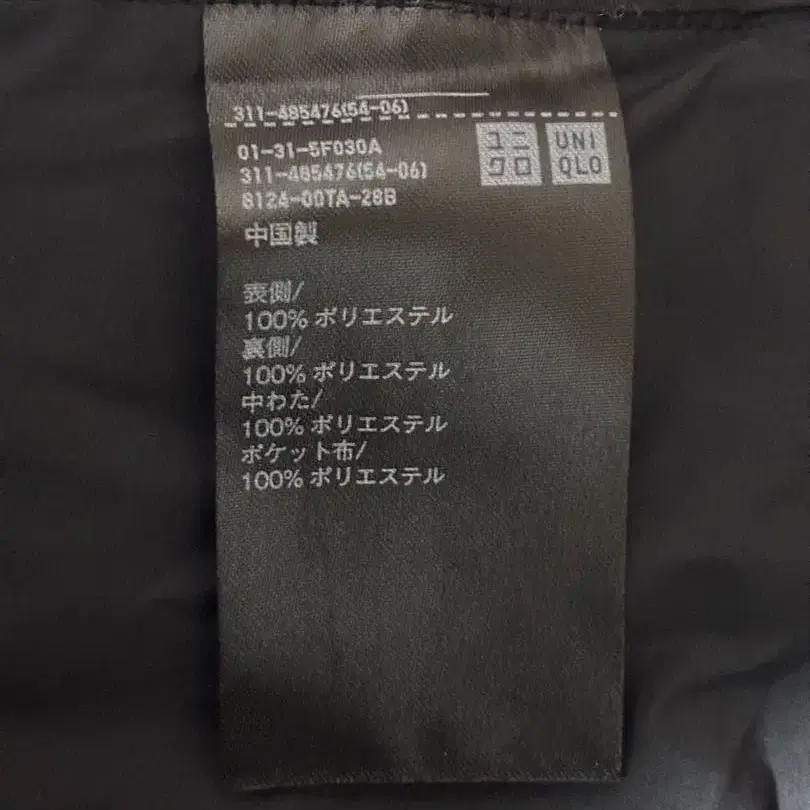 311-485476(54-06)
01-31-5F030A
311-485476(54-06)
8124-00TA-28B
ユニ
クロ
UNI
QLO
中国製
表側/
100% ポリエステル
裏側/
100% ポリエステル
中わた/
100% ポリエステル
ポケット布/
100% ポリエステル